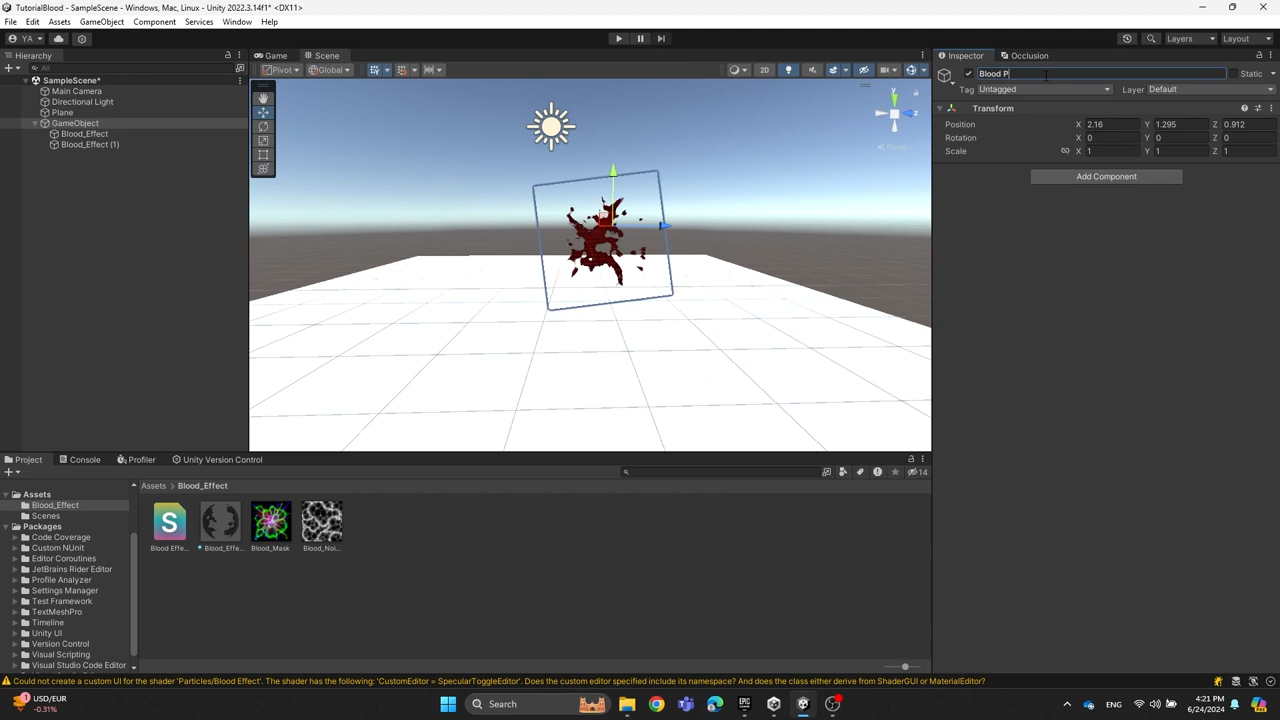 TutorialBlood - SampleScene - Windows, Mac, Linux - Unity 2022.3.14f1* <DX11>
File Edit Assets GameObject Component Services Window Help
YA
Layers Layout
Hierarchy
All
SampleScene*
Main Camera
Directional Light
Plane
GameObject
Blood_Effect
Blood_Effect (1)
Game Scene
Pivot Global 2D
y
z
Persp
Inspector Occlusion
Blood P Static
Tag Untagged Layer Default
Transform
Position X 2.16 Y 1.295 Z 0.912
Rotation X 0 Y 0 Z 0
Scale X 1 Y 1 Z 1
Add Component
Project Console Profiler Unity Version Control
14
Assets
Blood_Effect
Scenes
Packages
Code Coverage
Custom NUnit
Editor Coroutines
JetBrains Rider Editor
Profile Analyzer
Settings Manager
Test Framework
TextMeshPro
Timeline
Unity UI
Version Control
Visual Scripting
Visual Studio Code Editor
Assets > Blood_Effect
S
Blood Effe... Blood_Effe... Blood_Mask Blood_Noi...
Could not create a custom UI for the shader 'Particles/Blood Effect'. The shader has the following: 'CustomEditor = SpecularToggleEditor'. Does the custom editor specified include its namespace? And does the class either derive from ShaderGUI or MaterialEditor?
USD/EUR
-0.31%
Search
ENG
4:21 PM
6/24/2024